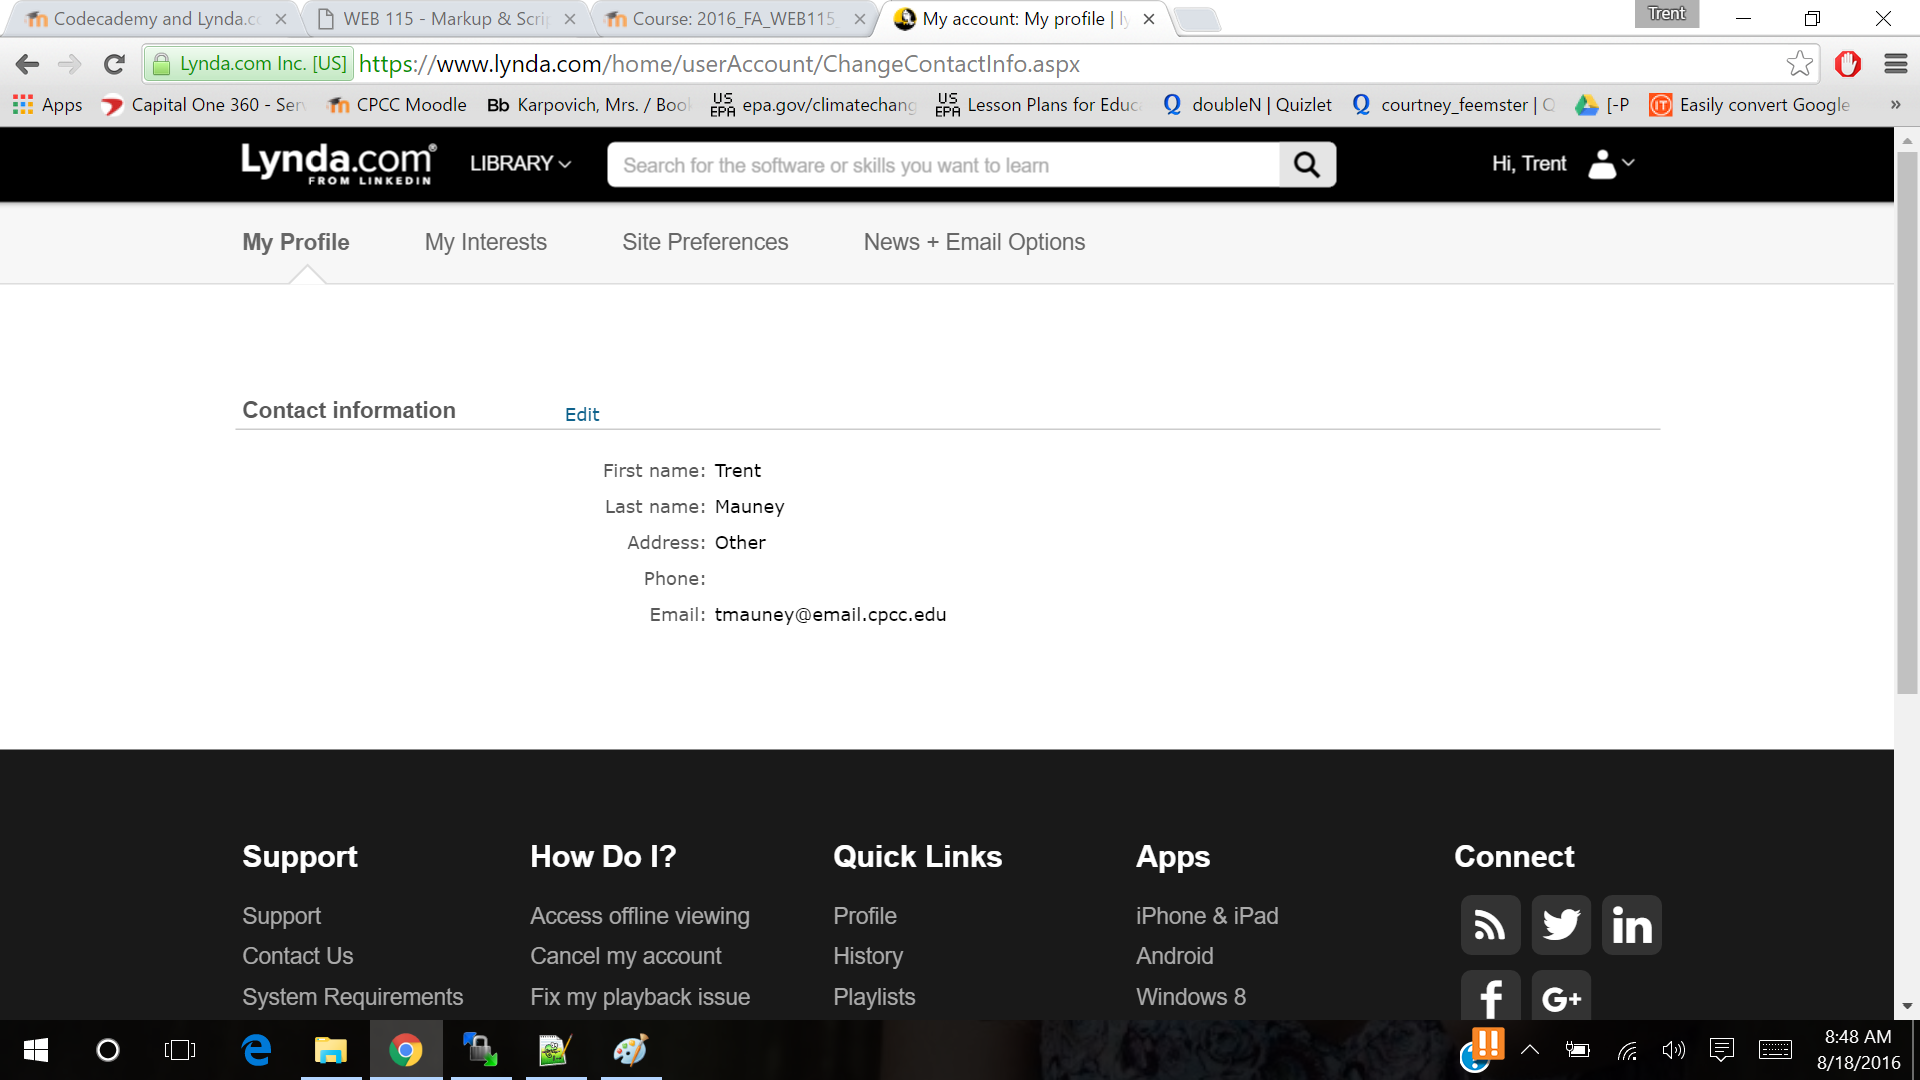 Codecademy and Lynda.c
WEB 115 - Markup & Scri
Course: 2016_FA_WEB115
My account: My profile | ly
Trent
Lynda.com Inc. [US]
https://www.lynda.com/home/userAccount/ChangeContactInfo.aspx
Apps
Capital One 360 - Ser
CPCC Moodle
Bb Karpovich, Mrs. / Book
US EPA epa.gov/climatechang
US EPA Lesson Plans for Educ
Q doubleN | Quizlet
Q courtney_feemster | Q
[-P
IT Easily convert Google
»
Lynda.com®
FROM LINKEDIN
LIBRARY
Search for the software or skills you want to learn
Hi, Trent
My Profile
My Interests
Site Preferences
News + Email Options
Contact information
Edit
First name: Trent
Last name: Mauney
Address: Other
Phone:
Email: tmauney@email.cpcc.edu
Support
Support
Contact Us
System Requirements
How Do I?
Access offline viewing
Cancel my account
Fix my playback issue
Quick Links
Profile
History
Playlists
Apps
iPhone & iPad
Android
Windows 8
Connect
in
f
G+
8:48 AM
8/18/2016